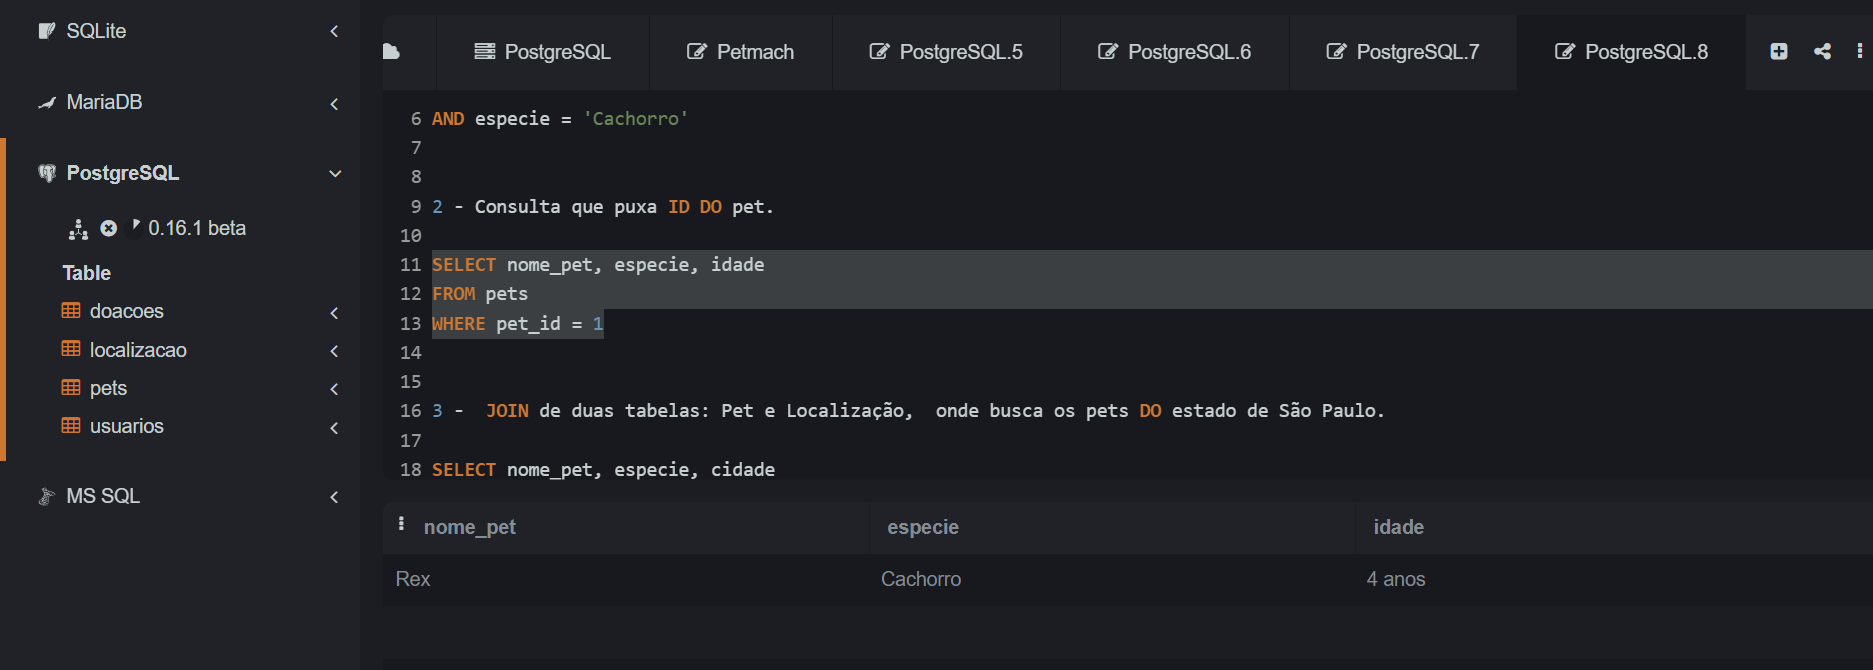 SQLite
MariaDB
PostgreSQL
0.16.1 beta
Table
doacoes
localizacao
pets
usuarios
MS SQL
PostgreSQL Petmach PostgreSQL.5 PostgreSQL.6 PostgreSQL.7 PostgreSQL.8
6 AND especie = 'Cachorro'
7
8
9 2 - Consulta que puxa ID DO pet.
10
11 SELECT nome_pet, especie, idade
12 FROM pets
13 WHERE pet_id = 1
14
15
16 3 -  JOIN de duas tabelas: Pet e Localização,  onde busca os pets DO estado de São Paulo.
17
18 SELECT nome_pet, especie, cidade
nome_pet especie idade
Rex Cachorro 4 anos